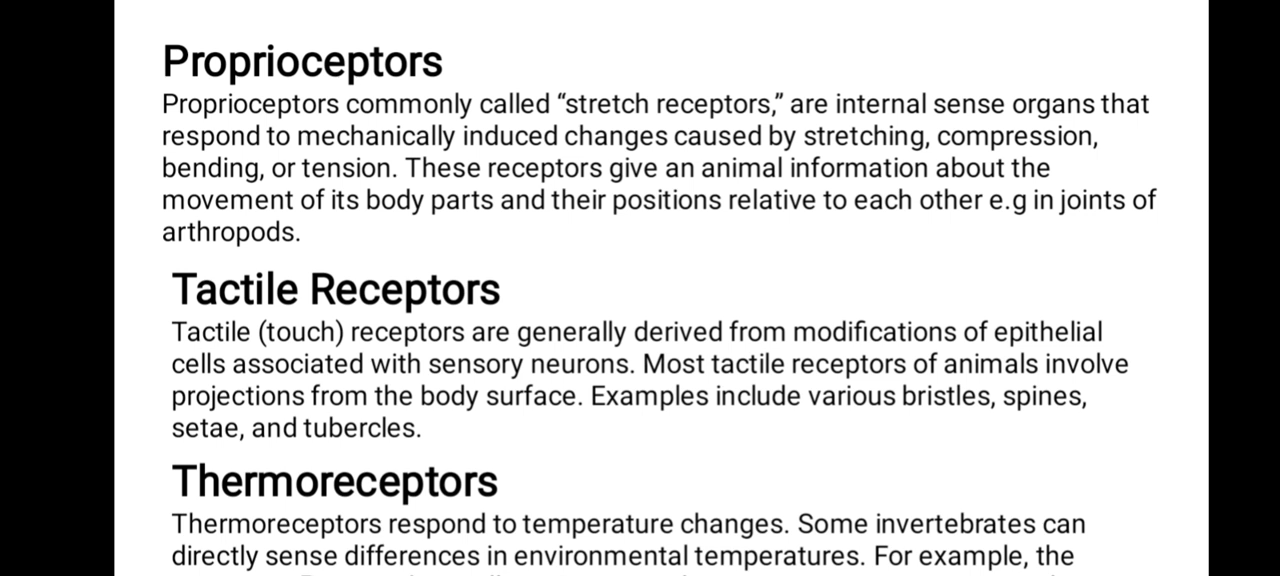 Proprioceptors
Proprioceptors commonly called “stretch receptors,” are internal sense organs that
respond to mechanically induced changes caused by stretching, compression,
bending, or tension. These receptors give an animal information about the
movement of its body parts and their positions relative to each other e.g in joints of
arthropods.
Tactile Receptors
Tactile (touch) receptors are generally derived from modifications of epithelial
cells associated with sensory neurons. Most tactile receptors of animals involve
projections from the body surface. Examples include various bristles, spines,
setae, and tubercles.
Thermoreceptors
Thermoreceptors respond to temperature changes. Some invertebrates can
directly sense differences in environmental temperatures. For example, the